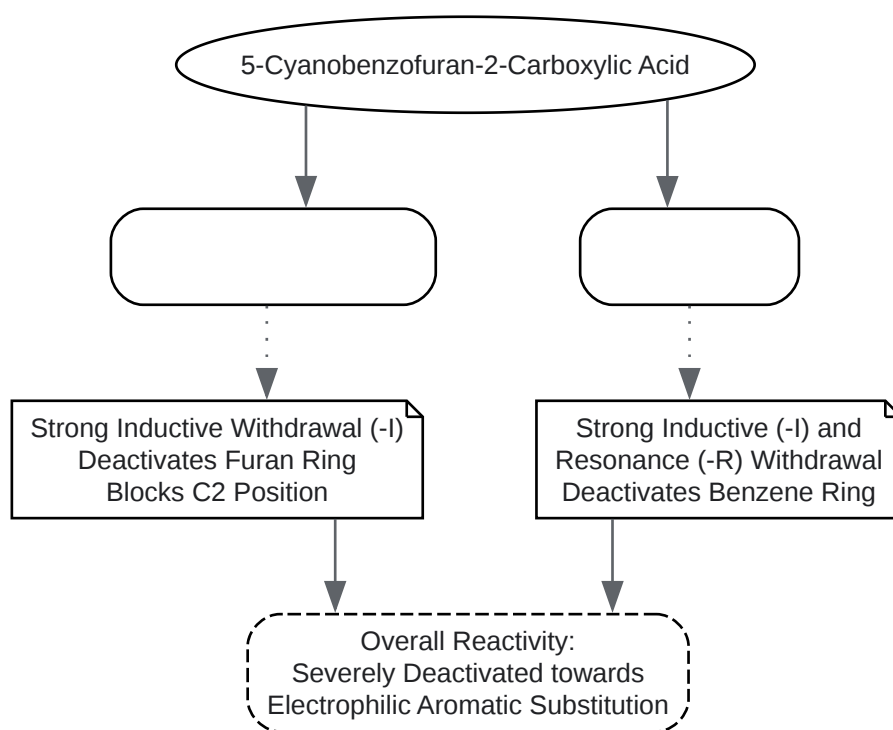 5-Cyanobenzofuran-2-Carboxylic Acid
Strong Inductive Withdrawal (-I)
Deactivates Furan Ring
Blocks C2 Position
Strong Inductive (-I) and
Resonance (-R) Withdrawal
Deactivates Benzene Ring
Overall Reactivity:
Severely Deactivated towards
Electrophilic Aromatic Substitution